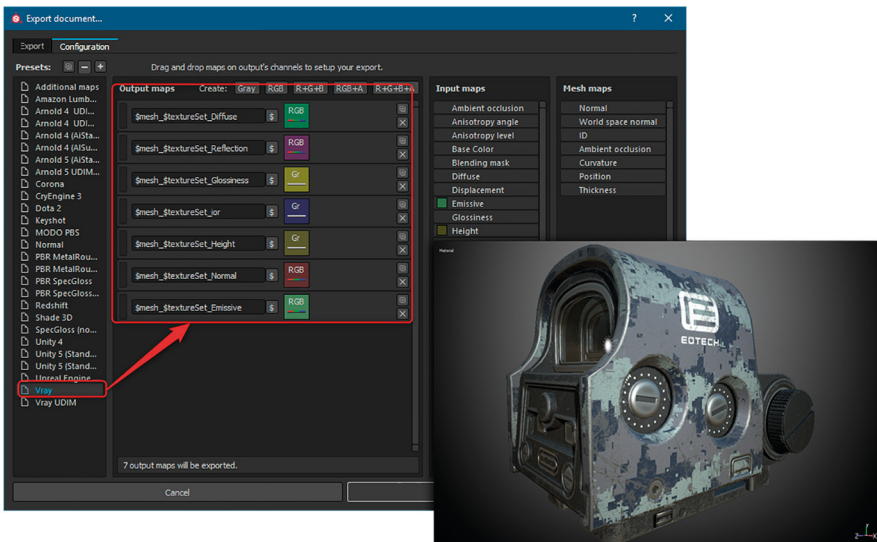 Export document...
?
Export
Configuration
Presets:
Drag and drop maps on output's channels to setup your export.
Additional maps
Amazon Lumb...
Arnold 4 UDI...
Arnold 4 UDI...
Arnold 4 (AiSta...
Arnold 4 (AlSu...
Arnold 5 (AiSta...
Arnold 5 UDIM...
Corona
CryEngine 3
Dota 2
Keyshot
MODO PBS
Normal
PBR MetalRou...
PBR MetalRou...
PBR SpecGloss
PBR SpecGloss...
Redshift
Shade 3D
SpecGloss (no...
Unity 4
Unity 5 (Stand...
Unity 5 (Stand...
Unreal Engine
Vray
Vray UDIM
Output maps
Create:
Gray
RGB
R+G+B
RGB+A
R+G+B+A
$mesh_$textureSet_Diffuse
$
RGB
$mesh_$textureSet_Reflection
$
RGB
$mesh_$textureSet_Glossiness
$
Gr
$mesh_$textureSet_ior
$
Gr
$mesh_$textureSet_Height
$
Gr
$mesh_$textureSet_Normal
$
RGB
$mesh_$textureSet_Emissive
$
RGB
7 output maps will be exported.
Cancel
Input maps
Ambient occlusion
Anisotropy angle
Anisotropy level
Base Color
Blending mask
Diffuse
Displacement
Emissive
Glossiness
Height
Mesh maps
Normal
World space normal
ID
Ambient occlusion
Curvature
Position
Thickness
Material
EOTECH
Y
Z
X